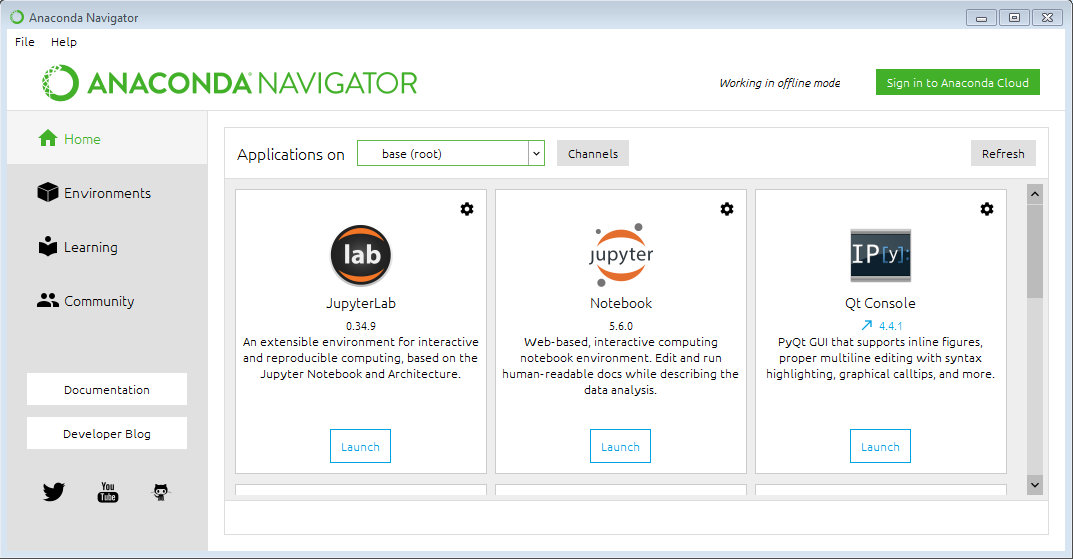 Anaconda Navigator
File Help
ANACONDA NAVIGATOR
Working in offline mode
Sign in to Anaconda Cloud
Home
Environments
Learning
Community
Documentation
Developer Blog
You
Tube
Applications on
base (root)
Channels
Refresh
lab
JupyterLab
0.34.9
An extensible environment for interactive
and reproducible computing, based on the
Jupyter Notebook and Architecture.
Launch
jupyter
Notebook
5.6.0
Web-based, interactive computing
notebook environment. Edit and run
human-readable docs while describing the
data analysis.
Launch
IP[y]:
Qt Console
4.4.1
PyQt GUI that supports inline figures,
proper multiline editing with syntax
highlighting, graphical calltips, and more.
Launch